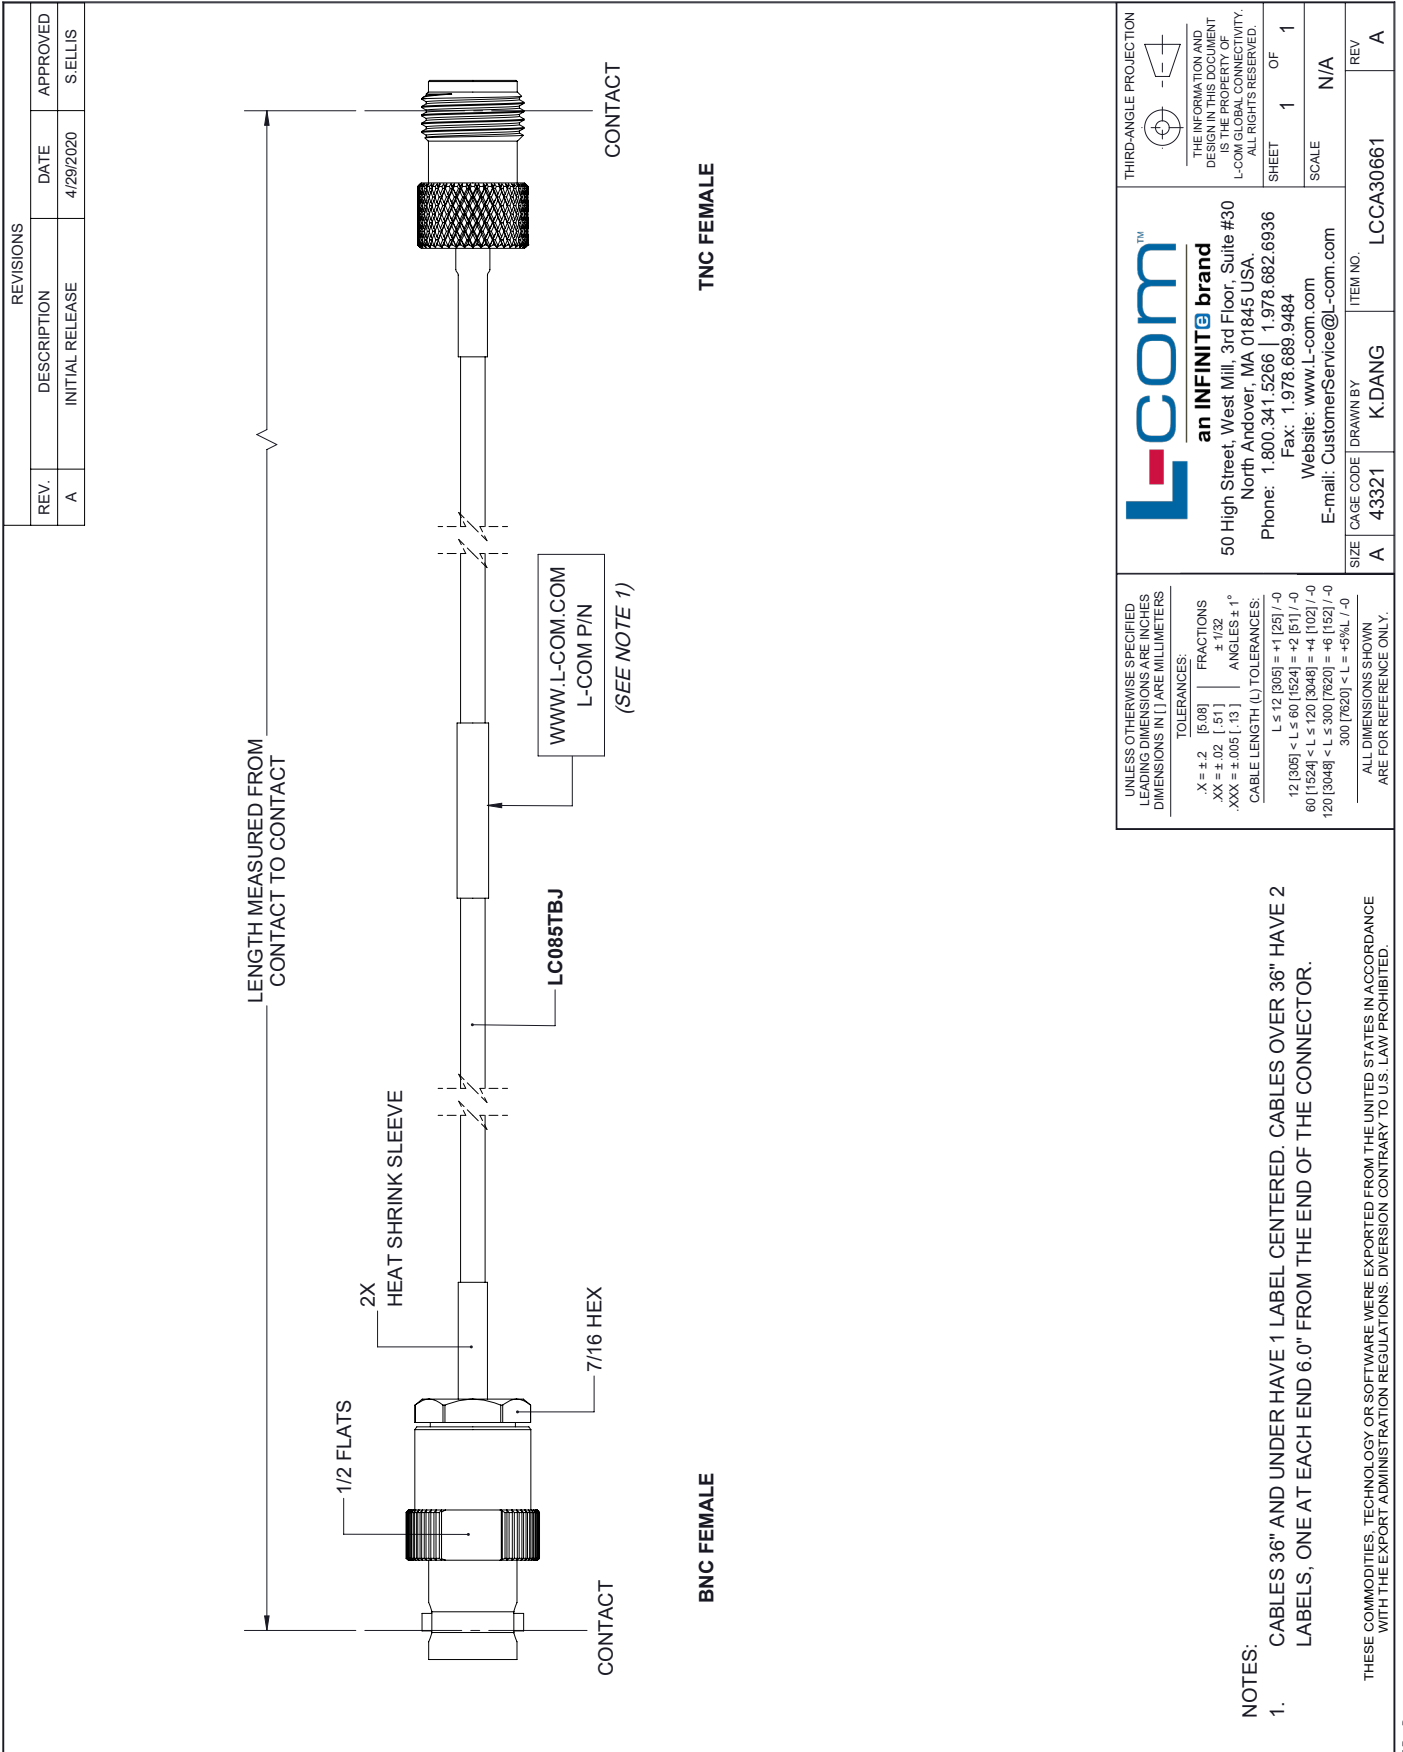 REVISIONS
REV. DESCRIPTION DATE APPROVED
A INITIAL RELEASE 4/29/2020 S.ELLIS
LENGTH MEASURED FROM
CONTACT TO CONTACT
1/2 FLATS
2X
HEAT SHRINK SLEEVE
7/16 HEX
CONTACT
LC085TBJ
WWW.L-COM.COM
L-COM P/N
(SEE NOTE 1)
CONTACT
BNC FEMALE
TNC FEMALE
NOTES:
1. CABLES 36" AND UNDER HAVE 1 LABEL CENTERED. CABLES OVER 36" HAVE 2
LABELS, ONE AT EACH END 6.0" FROM THE END OF THE CONNECTOR.
THESE COMMODITIES, TECHNOLOGY OR SOFTWARE WERE EXPORTED FROM THE UNITED STATES IN ACCORDANCE
WITH THE EXPORT ADMINISTRATION REGULATIONS. DIVERSION CONTRARY TO U.S. LAW PROHIBITED.
UNLESS OTHERWISE SPECIFIED
LEADING DIMENSIONS ARE INCHES
DIMENSIONS IN [ ] ARE MILLIMETERS
TOLERANCES:
.X = ± .2 [5.08] FRACTIONS
.XX = ± .02 [ .51 ] ± 1/32
.XXX = ± .005 [ .13 ] ANGLES ± 1°
CABLE LENGTH (L) TOLERANCES:
L ≤ 12 [305] = +1 [25] / -0
12 [305] < L ≤ 60 [1524] = +2 [51] / -0
60 [1524] < L ≤ 120 [3048] = +4 [102] / -0
120 [3048] < L ≤ 300 [7620] = +6 [152] / -0
300 [7620] < L = +5%L / -0
ALL DIMENSIONS SHOWN
ARE FOR REFERENCE ONLY.
L-com™
an INFINITe brand
50 High Street, West Mill, 3rd Floor, Suite #30
North Andover, MA 01845 USA.
Phone: 1.800.341.5266 | 1.978.682.6936
Fax: 1.978.689.9484
Website: www.L-com.com
E-mail: CustomerService@L-com.com
THIRD-ANGLE PROJECTION
THE INFORMATION AND
DESIGN IN THIS DOCUMENT
IS THE PROPERTY OF
L-COM GLOBAL CONNECTIVITY.
ALL RIGHTS RESERVED.
SHEET 1 OF 1
SCALE N/A
SIZE A
CAGE CODE 43321
DRAWN BY K.DANG
ITEM NO. LCCA30661
REV A